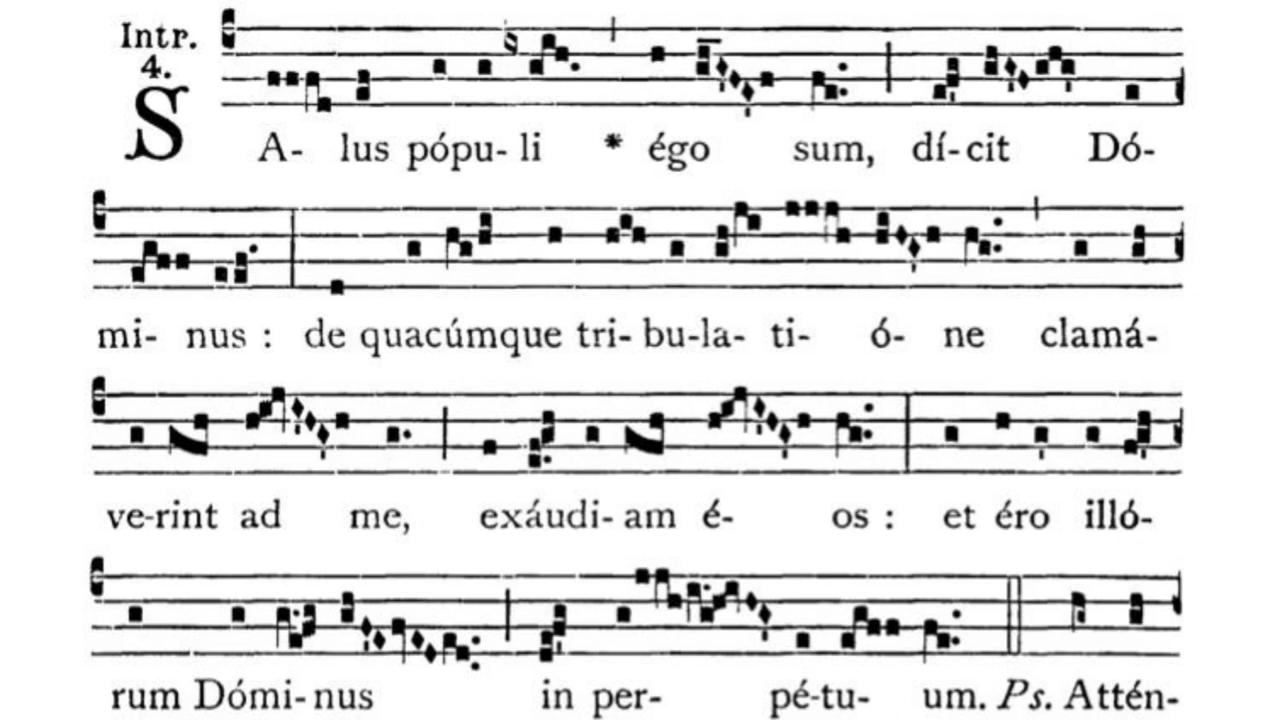 Intr.
4.
SA- lus pópu- li * égo sum, dí-cit Dó-
mi- nus : de quacúmque tri- bu-la- ti- ó- ne clamá-
ve-rint ad me, exáudi- am é- os : et éro illó-
rum Dómi- nus in per- pé-tu- um. Ps. Attén-